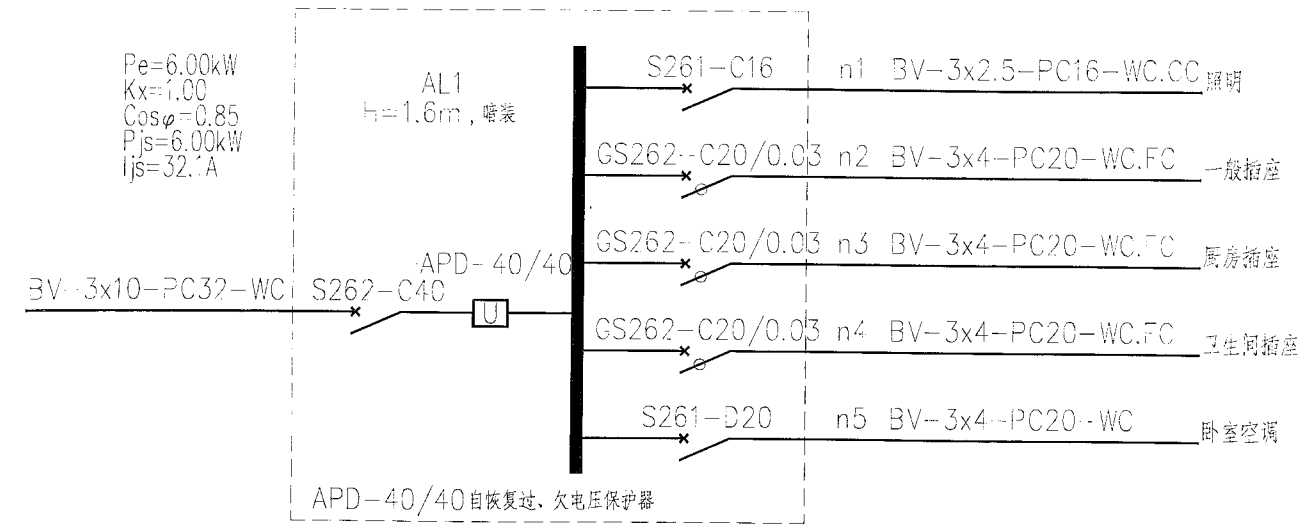 Pe=6.00kW
Kx=1.00
Cosφ=0.85
Pjs=6.00kW
Ijs=32.1A
AL1
h=1.6m,暗装
BV-3x10-PC32-WC
S262-C40
APD-40/40
U
S261-C16 n1 BV-3x2.5-PC16-WC.CC 照明
GS262-C20/0.03 n2 BV-3x4-PC20-WC.FC 一般插座
GS262-C20/0.03 n3 BV-3x4-PC20-WC.FC 厨房插座
GS262-C20/0.03 n4 BV-3x4-PC20-WC.FC 卫生间插座
S261-D20 n5 BV-3x4-PC20-WC 卧室空调
APD-40/40自恢复过、欠电压保护器